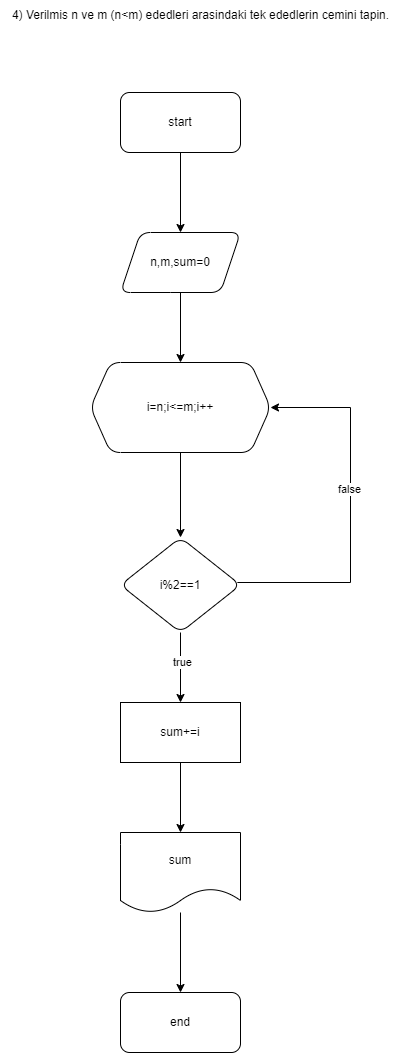 4) Verilmis n ve m (n<m) ededleri arasindaki tek ededlerin cemini tapin.
start
n,m,sum=0
i=n;i<=m;i++
false
i%2==1
true
sum+=i
sum
end